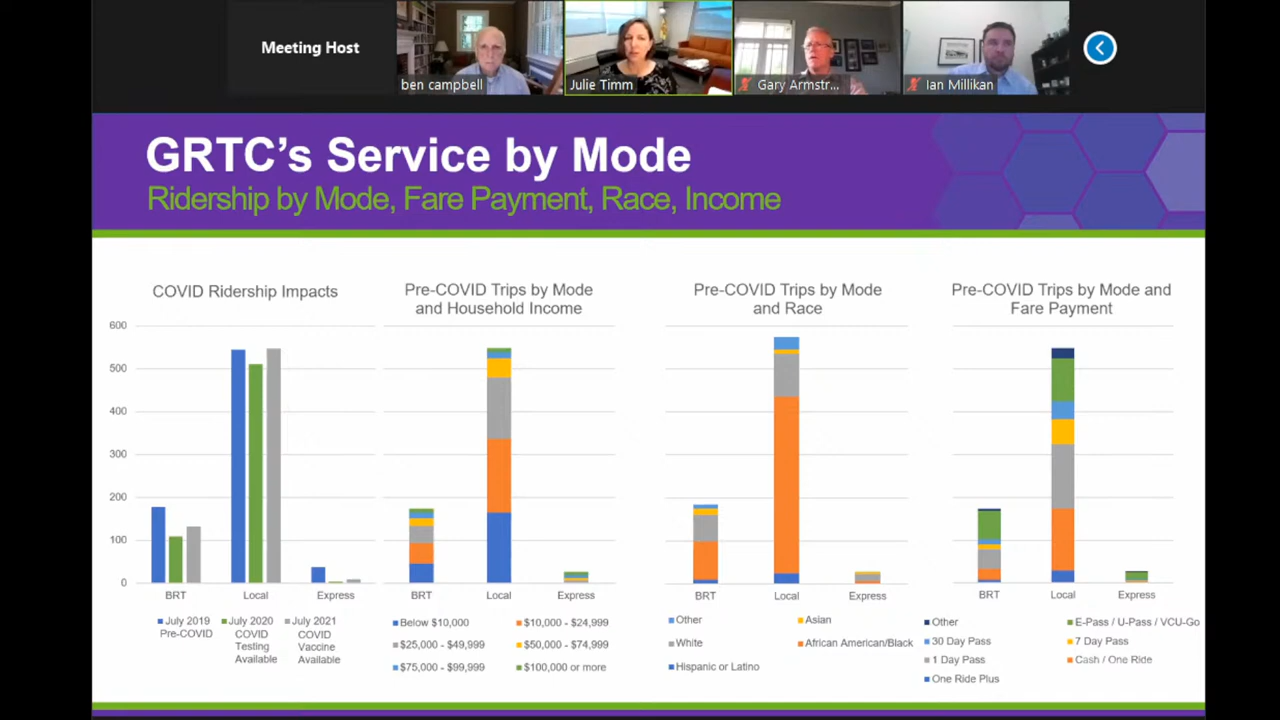 Meeting Host
ben campbell
Julie Timm
Gary Armstr...
Ian Millikan
GRTC's Service by Mode
Ridership by Mode, Fare Payment, Race, Income
COVID Ridership Impacts
600
500
400
300
200
100
0
BRT
Local
Express
July 2019
Pre-COVID
July 2020
COVID
Testing
Available
July 2021
COVID
Vaccine
Available
Pre-COVID Trips by Mode
and Household Income
BRT
Local
Express
Below $10,000
$10,000 - $24,999
$25,000 - $49,999
$50,000 - $74,999
$75,000 - $99,999
$100,000 or more
Pre-COVID Trips by Mode
and Race
BRT
Local
Express
Other
Asian
White
African American/Black
Hispanic or Latino
Pre-COVID Trips by Mode and
Fare Payment
BRT
Local
Express
Other
E-Pass / U-Pass / VCU-Go
30 Day Pass
7 Day Pass
1 Day Pass
Cash / One Ride
One Ride Plus